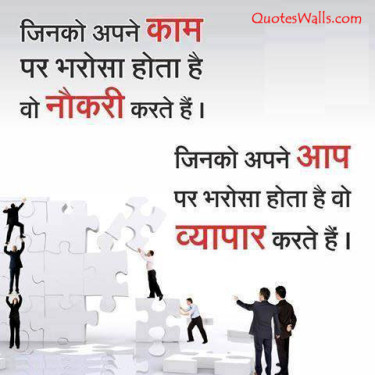 QuotesWalls.com
जिनको अपने काम
पर भरोसा होता है
वो नौकरी करते हैं ।
जिनको अपने आप
पर भरोसा होता है वो
व्यापार करते हैं ।